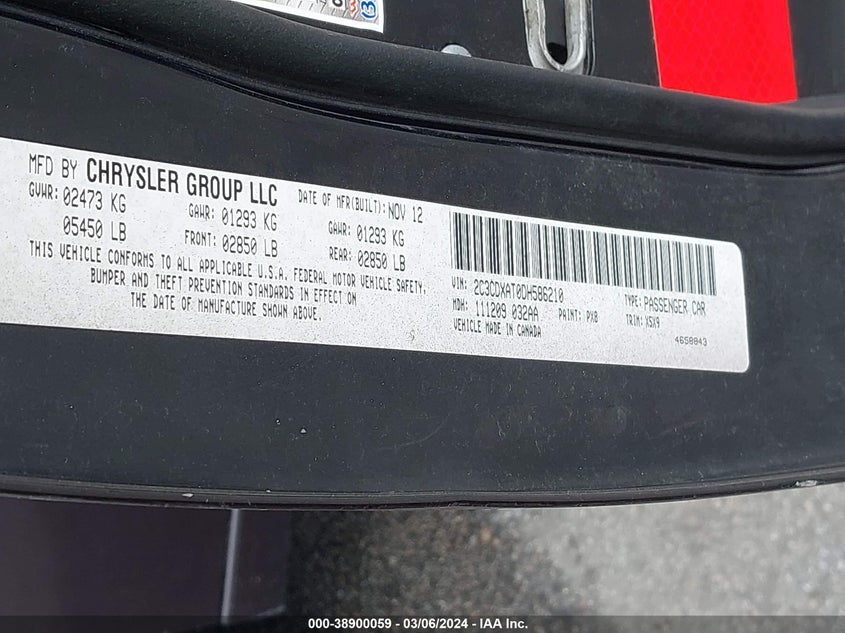 MFD BY CHRYSLER GROUP LLC
DATE OF MFR(BUILT): NOV 12
GVWR: 02473 KG
GAWR: 01293 KG
GAWR: 01293 KG
05450 LB
FRONT: 02850 LB
REAR: 02850 LB
THIS VEHICLE CONFORMS TO ALL APPLICABLE U.S.A. FEDERAL MOTOR VEHICLE SAFETY,
BUMPER AND THEFT PREVENTION STANDARDS IN EFFECT ON
THE DATE OF MANUFACTURE SHOWN ABOVE.
VIN: 2C3CDXAT0DH586210
TYPE: PASSENGER CAR
MDH: 111209 032AA
PAINT: PX8
TRIM: X5X9
VEHICLE MADE IN CANADA
4658843
000-38900059 - 03/06/2024 - IAA Inc.